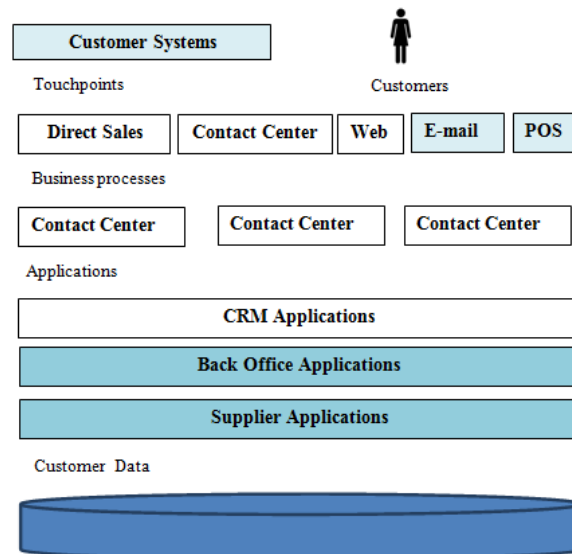 Customer Systems
Touchpoints
Customers
Direct Sales
Contact Center
Web
E-mail
POS
Business processes
Contact Center
Contact Center
Contact Center
Applications
CRM Applications
Back Office Applications
Supplier Applications
Customer Data